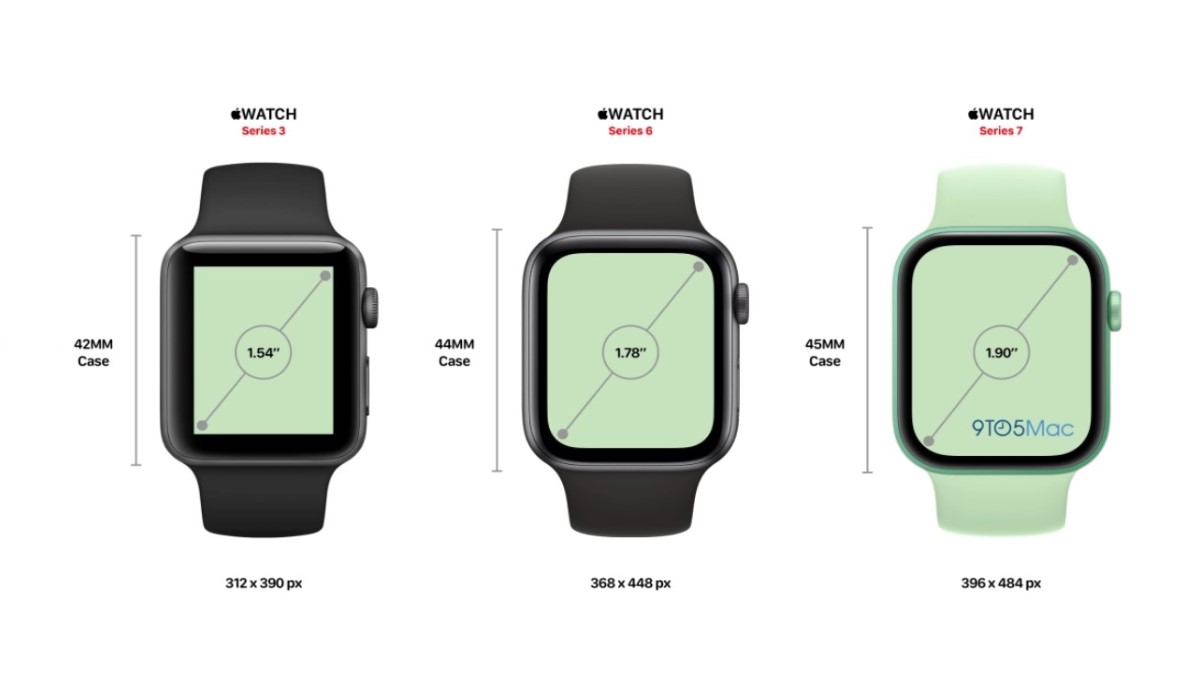 WATCH
Series 3
42MM
Case
1.54″
312 x 390 px
WATCH
Series 6
44MM
Case
1.78″
368 x 448 px
WATCH
Series 7
45MM
Case
1.90″
9TO5Mac
396 x 484 px